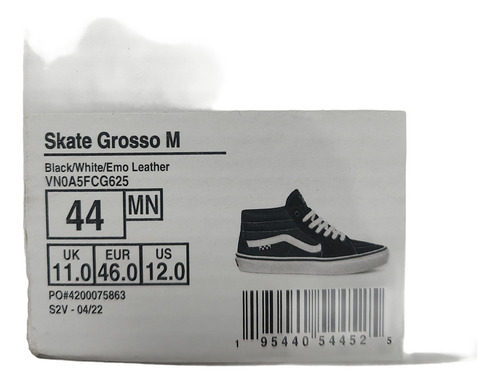 Skate Grosso M
Black/White/Emo Leather
VN0A5FCG625
44 MN
UK EUR US
11.0 46.0 12.0
PO#4200075863
S2V - 04/22
1 95440 54452 5